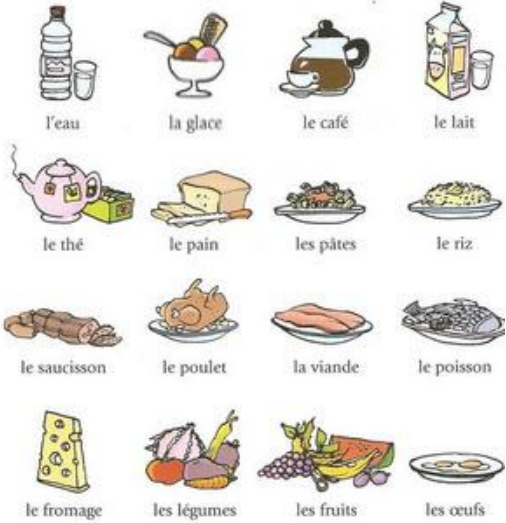 l'eau
la glace
le café
le lait
le thé
le pain
les pâtes
le riz
le saucisson
le poulet
la viande
le poisson
le fromage
les légumes
les fruits
les œufs